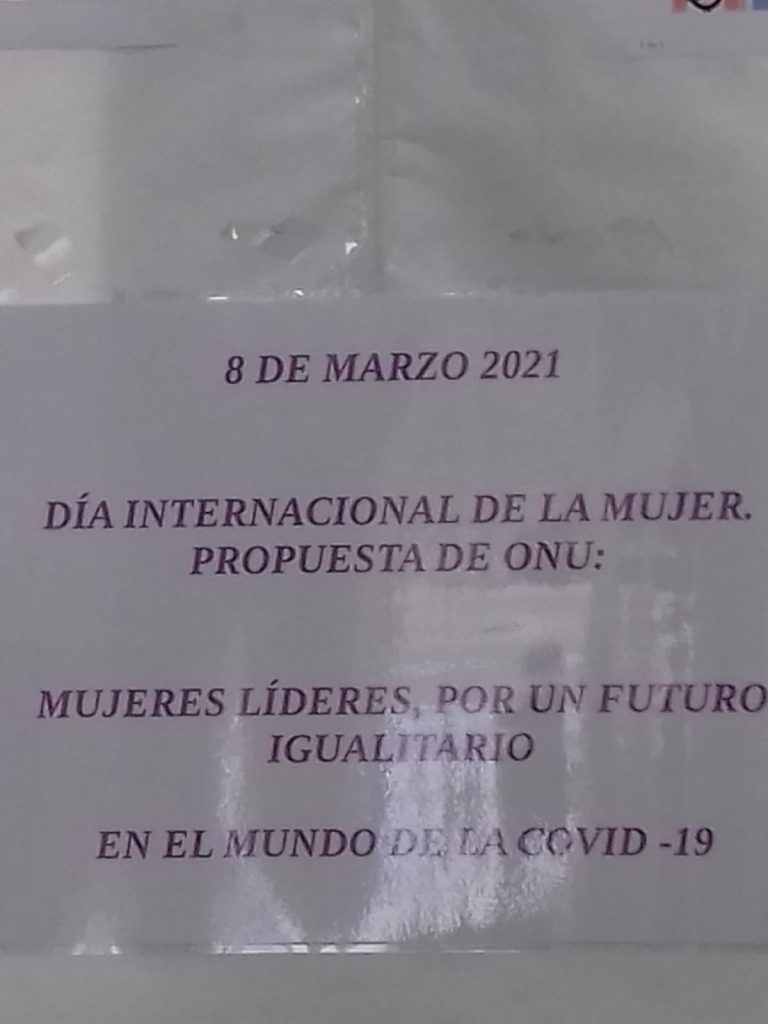 8 DE MARZO 2021
DÍA INTERNACIONAL DE LA MUJER.
PROPUESTA DE ONU:
MUJERES LÍDERES, POR UN FUTURO
IGUALITARIO
EN EL MUNDO DE LA COVID -19